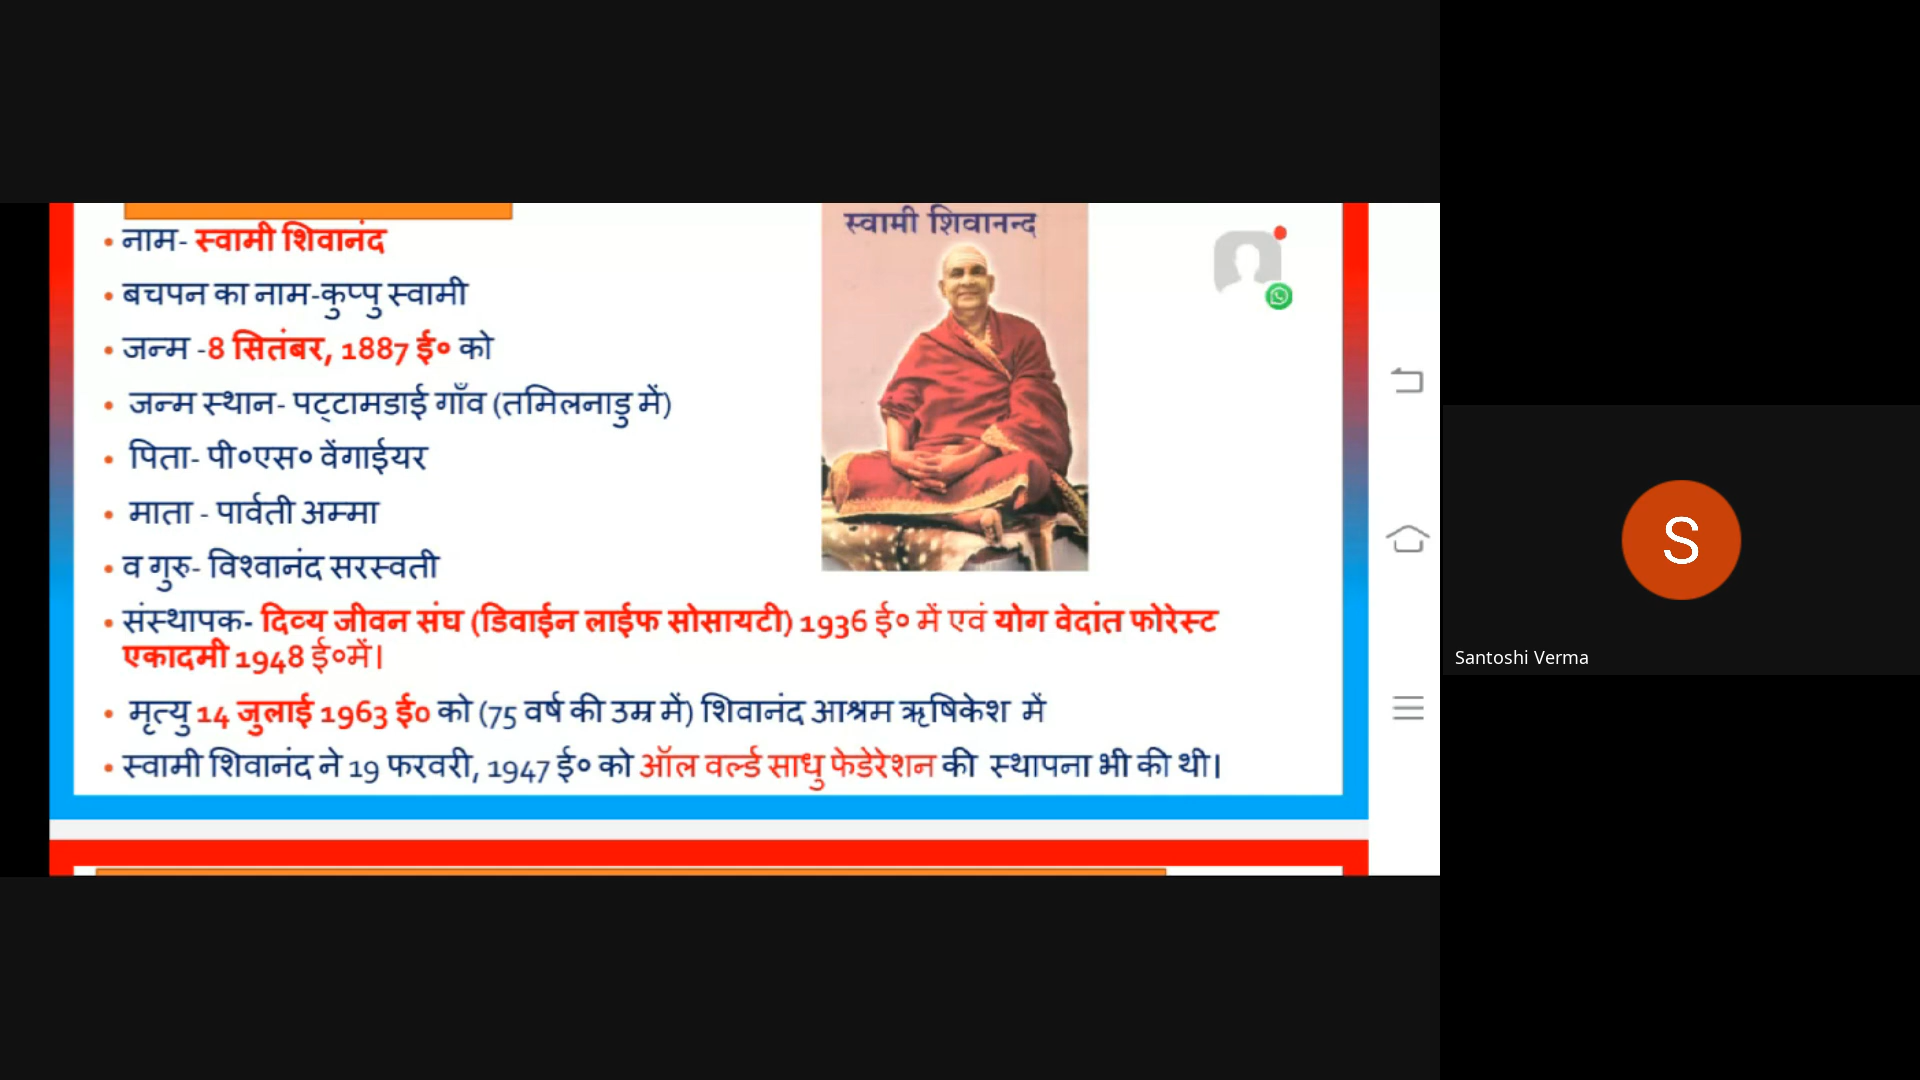 स्वामी शिवानन्द
• नाम- स्वामी शिवानंद
• बचपन का नाम-कुप्पु स्वामी
• जन्म -8 सितंबर, 1887 ई० को
• जन्म स्थान- पट्टामडाई गाँव (तमिलनाडु में)
• पिता- पी०एस० वेंगाईयर
• माता - पार्वती अम्मा
• व गुरु- विश्वानंद सरस्वती
• संस्थापक- दिव्य जीवन संघ (डिवाईन लाईफ सोसायटी) 1936 ई० में एवं योग वेदांत फोरेस्ट
एकादमी 1948 ई०में।
• मृत्यु 14 जुलाई 1963 ई० को (75 वर्ष की उम्र में) शिवानंद आश्रम ऋषिकेश में
• स्वामी शिवानंद ने 19 फरवरी, 1947 ई० को ऑल वर्ल्ड साधु फेडेरेशन की स्थापना भी की थी।
S
Santoshi Verma